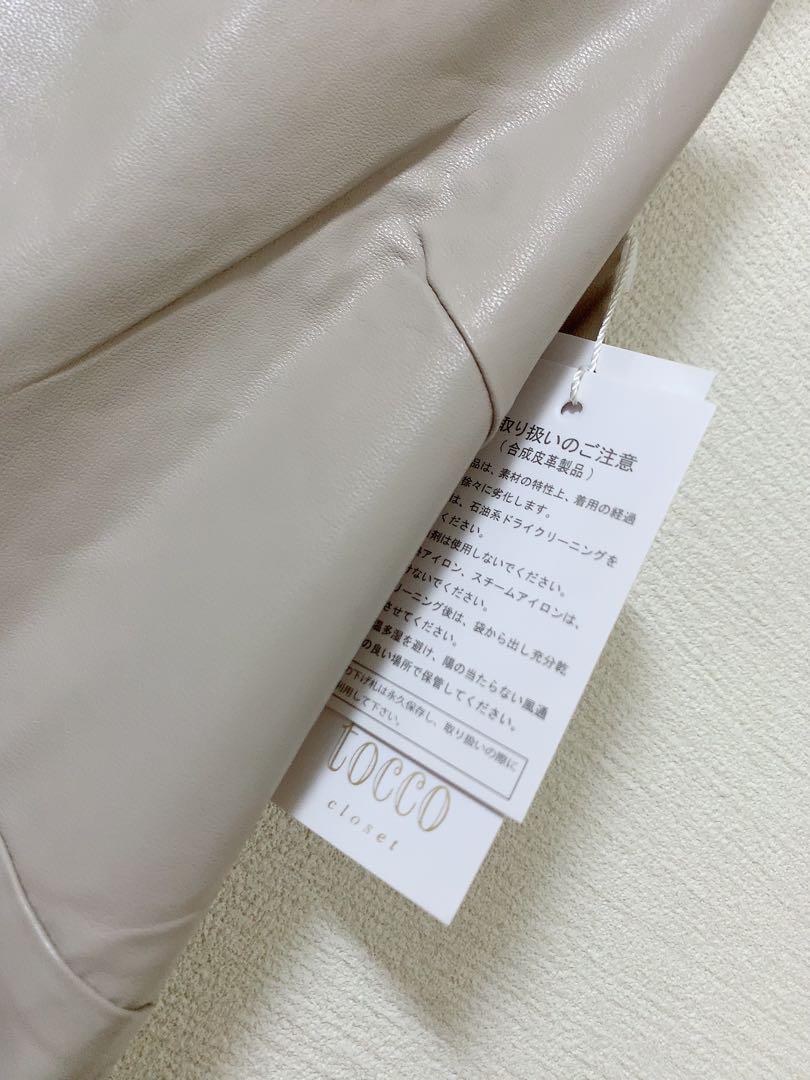 取り扱いのご注意
（合成皮革製品）
品は、素材の特性上、着用の経過
徐々に劣化します。
は、石油系ドライクリーニングを
ください。
剤は使用しないでください。
アイロン、スチームアイロンは、
けないでください。
リーニング後は、袋から出し充分乾
させてください。
温多湿を避け、陽の当たらない風通
の良い場所で保管してください。
の下げ札は永久保存し、取り扱いの際に
利用して下さい。
tocco
closet